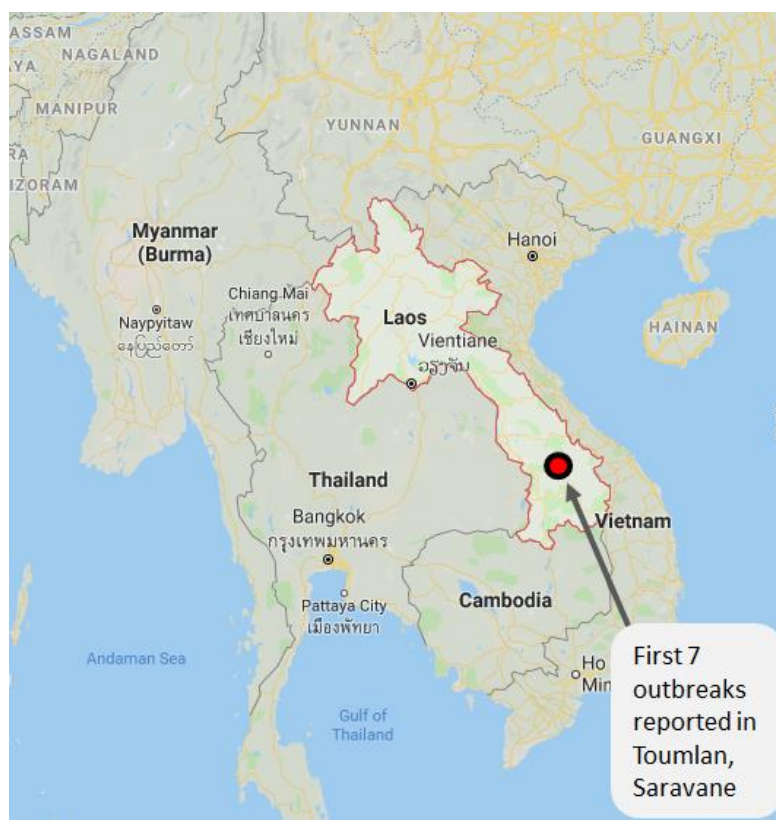 ASSAM
NAGALAND
YA
MANIPUR
RA
IZORAM
YUNNAN
GUANGXI
Myanmar
(Burma)
Hanoi
Chiang Mai
เทศบาลนคร
เชียงใหม่
Laos
HAINAN
Naypyitaw
နေပြည်တော်
Vientiane
ວຽງຈັນ
Thailand
Bangkok
กรุงเทพมหานคร
Vietnam
Pattaya City
เมืองพัทยา
Cambodia
Andaman Sea
Gulf of
Thailand
Ho
Min
First 7
outbreaks
reported in
Toumlan,
Saravane